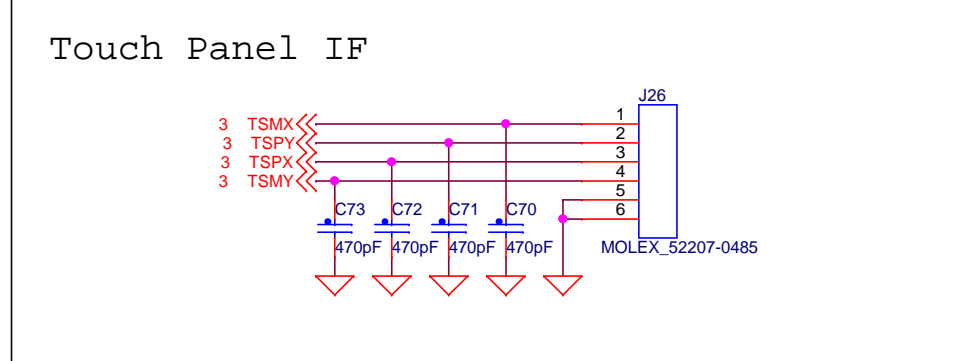 Touch Panel IF
J26
3 TSMX 1
3 TSPY 2
3 TSPX 3
3 TSMY 4
5
6
C73 C72 C71 C70
470pF 470pF 470pF 470pF
MOLEX_52207-0485